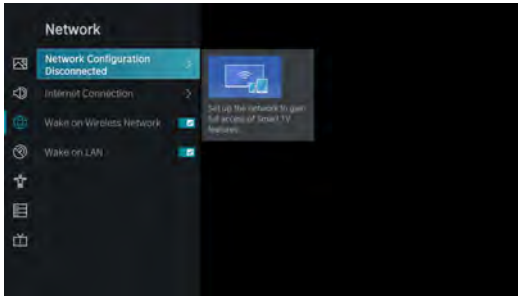 Network
Network Configuration
Disconnected
Internet Connection
Wake on Wireless Network
Wake on LAN
Set up the network to gain
full access of Smart TV
features.